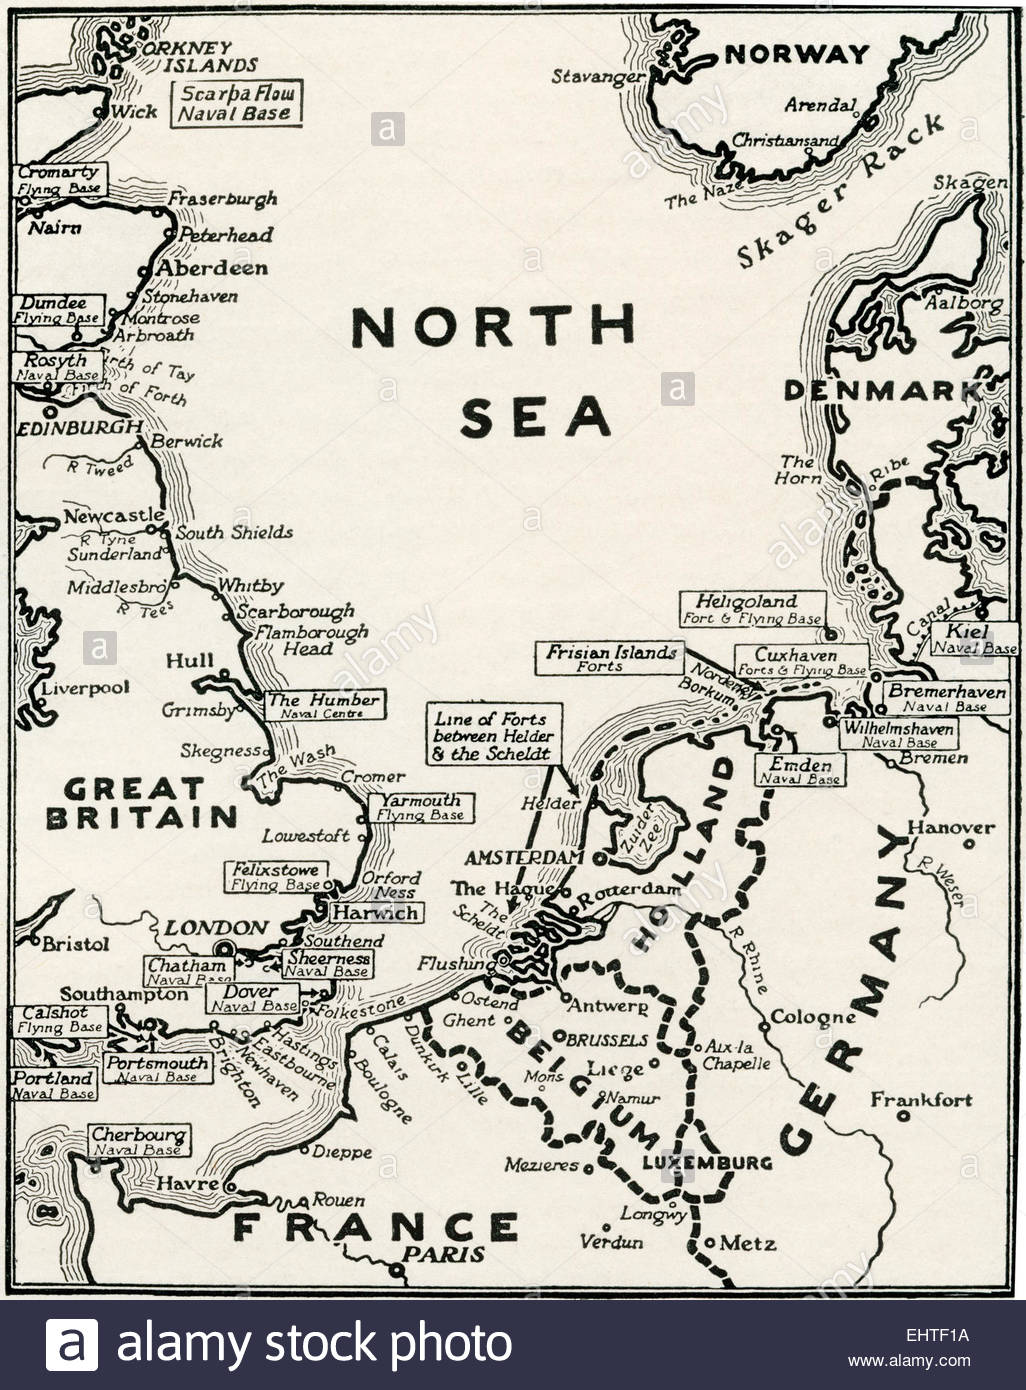 ORKNEY
ISLANDS
Scarpa Flow
Naval Base
Wick
NORWAY
Stavanger
Arendal
Christiansand
The Naze
Skager Rack
Skagen
Cromarty
Flying Base
Nairn
Fraserburgh
Peterhead
Aberdeen
Stonehaven
Dundee
Flying Base
Montrose
Arbroath
Rosyth
Naval Base
Firth of Tay
Firth of Forth
EDINBURGH
Berwick
R Tweed
NORTH
SEA
Aalborg
DENMARK
The
Horn
Ribe
Newcastle
R Tyne
South Shields
Sunderland
Middlesbro
R Tees
Whitby
Scarborough
Flamborough
Head
Hull
Liverpool
Grimsby
The Humber
Naval Centre
Skegness
The Wash
Cromer
GREAT
BRITAIN
Yarmouth
Flying Base
Lowestoft
Heligoland
Fort & Flying Base
Canal
Kiel
Naval Base
Frisian Islands
Forts
Cuxhaven
Forts & Flying Base
Norderney
Borkum
Bremerhaven
Naval Base
Wilhelmshaven
Naval Base
Bremen
Emden
Naval Base
Line of Forts
between Helder
& the Scheldt
Helder
Zuider
Zee
HOLLAND
Hanover
R Weser
AMSTERDAM
The Hague
Rotterdam
The
Scheldt
Felixstowe
Flying Base
Orford
Ness
Harwich
LONDON
Southend
Bristol
Chatham
Naval Base
Sheerness
Naval Base
Flushing
Southampton
Dover
Naval Base
Folkestone
Calshot
Flying Base
Portsmouth
Naval Base
Portland
Naval Base
Brighton
Newhaven
Eastbourne
Hastings
Ostend
Ghent
Antwerp
R Rhine
Cologne
GERMANY
BELGIUM
BRUSSELS
Aix-la
Chapelle
Liege
Calais
Boulogne
Dunkirk
Lille
Mons
Namur
Frankfort
Cherbourg
Naval Base
Dieppe
Mezieres
LUXEMBURG
Havre
Rouen
Longwy
FRANCE
Verdun
Metz
PARIS
a
a
a
a
a
a
alamy
alamy
alamy
alamy
alamy
a alamy stock photo
EHTF1A
www.alamy.com